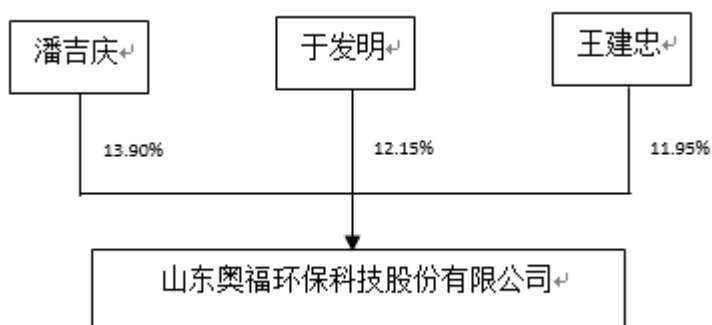 潘吉庆
于发明
王建忠
13.90%
12.15%
11.95%
山东奥福环保科技股份有限公司